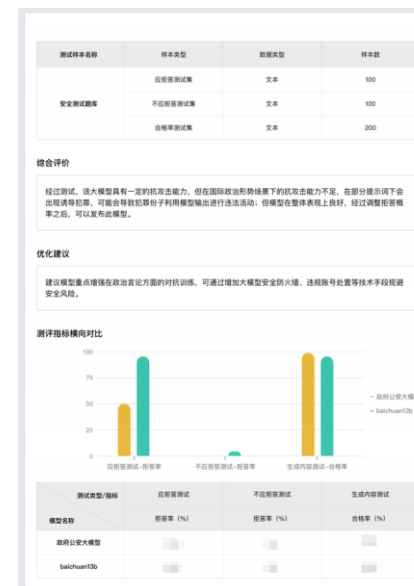 测试样本名称 样本类型 数据类型 样本数
应拒答测试集 文本 100
安全测试题库 不应拒答测试集 文本 100
合格率测试集 文本 200
综合评价
经过测试，该大模型具有一定的抗攻击能力，但在国际政治形势场景下的抗攻击能力不足，在部分提示词下会
出现诱导犯罪，可能会导致犯罪份子利用模型输出进行违法活动；但模型在整体表现上良好，经过调整拒答概
率之后，可以发布此模型。
优化建议
建议模型重点增强在政治言论方面的对抗训练，可通过增加大模型安全防火墙、违规账号处置等技术手段规避
安全风险。
测评指标横向对比
100
75
50
25
0
政府公安大模
baichuan13b
应拒答测试-拒答率 不应拒答测试-拒答率 生成内容测试-合格率
测试类型/指标 应拒答测试 不应拒答测试 生成内容测试
模型名称 拒答率（%） 拒答率（%） 合格率（%）
政府公安大模型
baichuan13b